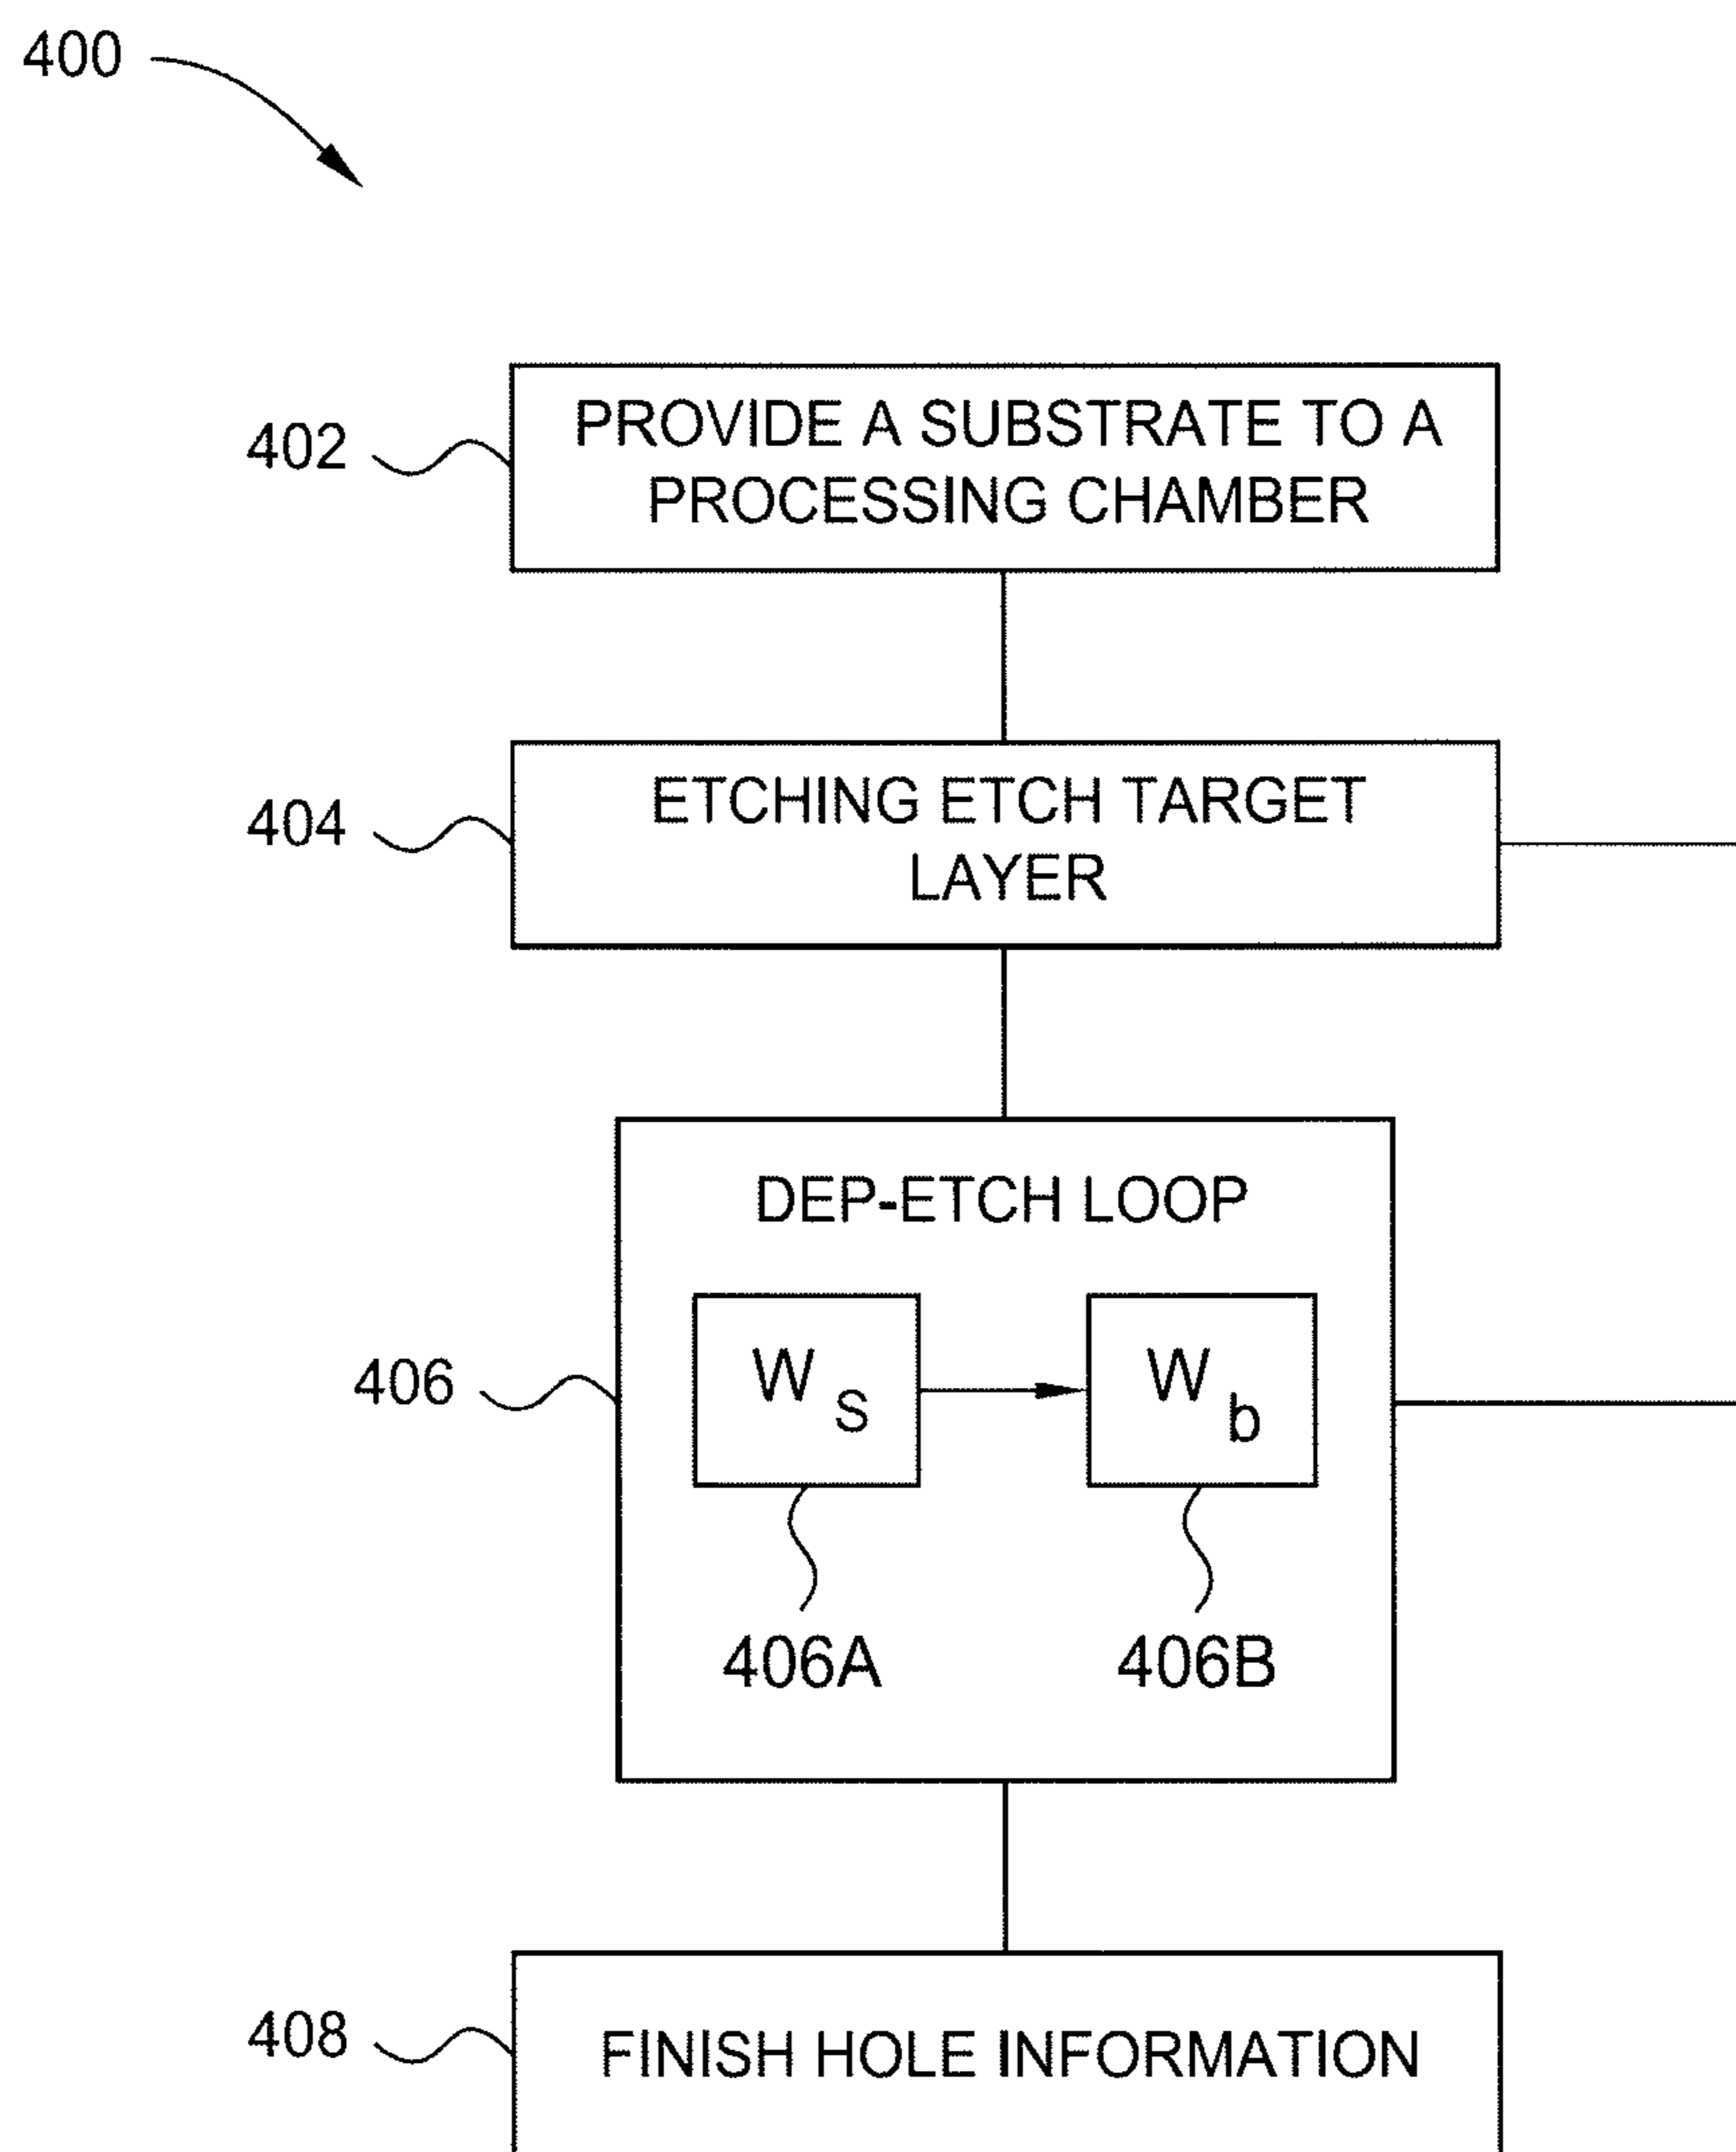 400
402
PROVIDE A SUBSTRATE TO A
PROCESSING CHAMBER
404
ETCHING ETCH TARGET
LAYER
DEP-ETCH LOOP
406
W S
W b
406A
406B
408
FINISH HOLE INFORMATION